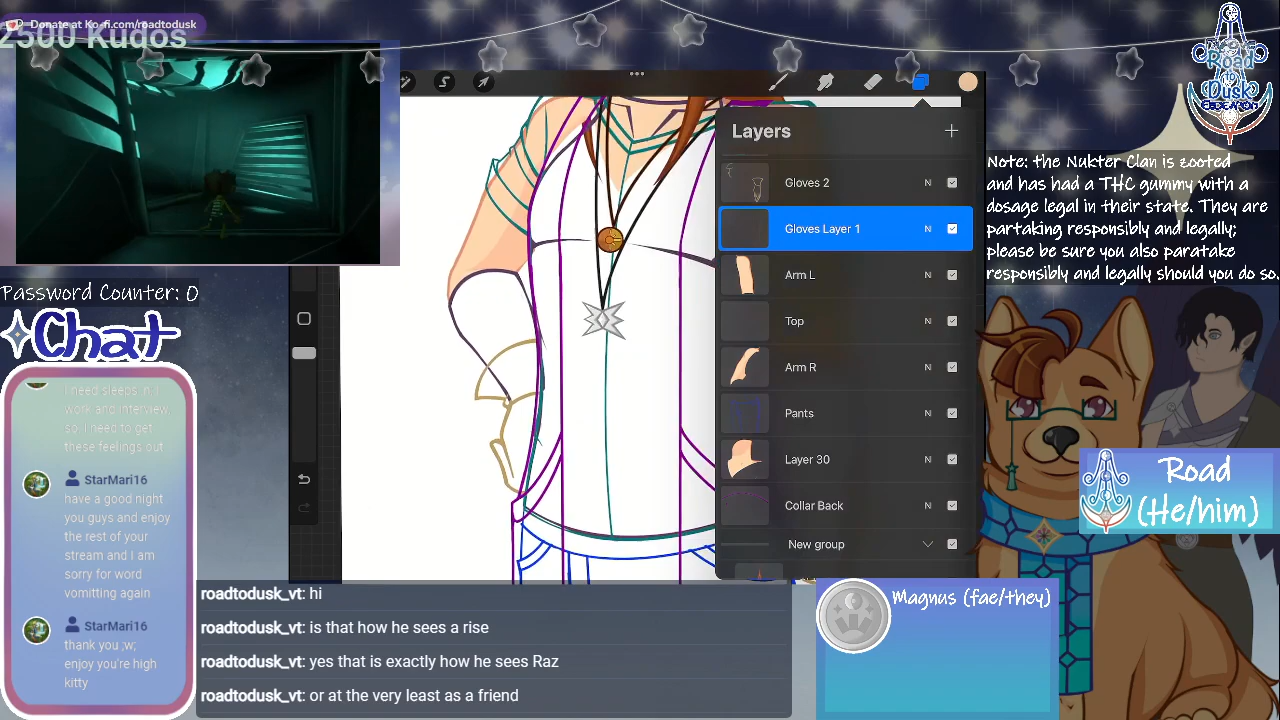 Donate at Ko-fi.com/roadtodusk
2500 Kudos
Road
to
Dusk
Layers
Gloves 2
N
Gloves Layer 1
N
Arm L
N
Top
N
Arm R
N
Pants
N
Layer 30
N
Collar Back
N
New group
Note: the Nukter Clan is zooted
and has had a THC gummy with a
dosage legal in their state. They are
partaking responsibly and legally;
please be sure you also paratake
responsibly and legally should you do so.
Password Counter: 0
Chat
work and interview
so. I need to get
these feelings out
StarMari16
have a good night
you guys and enjoy
the rest of your
stream and I am
sorry for word
vomitting again
StarMari16
thank you ;w;
enjoy you're high
kitty
roadtodusk_vt: hi
roadtodusk_vt: is that how he sees a rise
roadtodusk_vt: yes that is exactly how he sees Raz
roadtodusk_vt: or at the very least as a friend
Road
(He/him)
Magnus (fae/they)